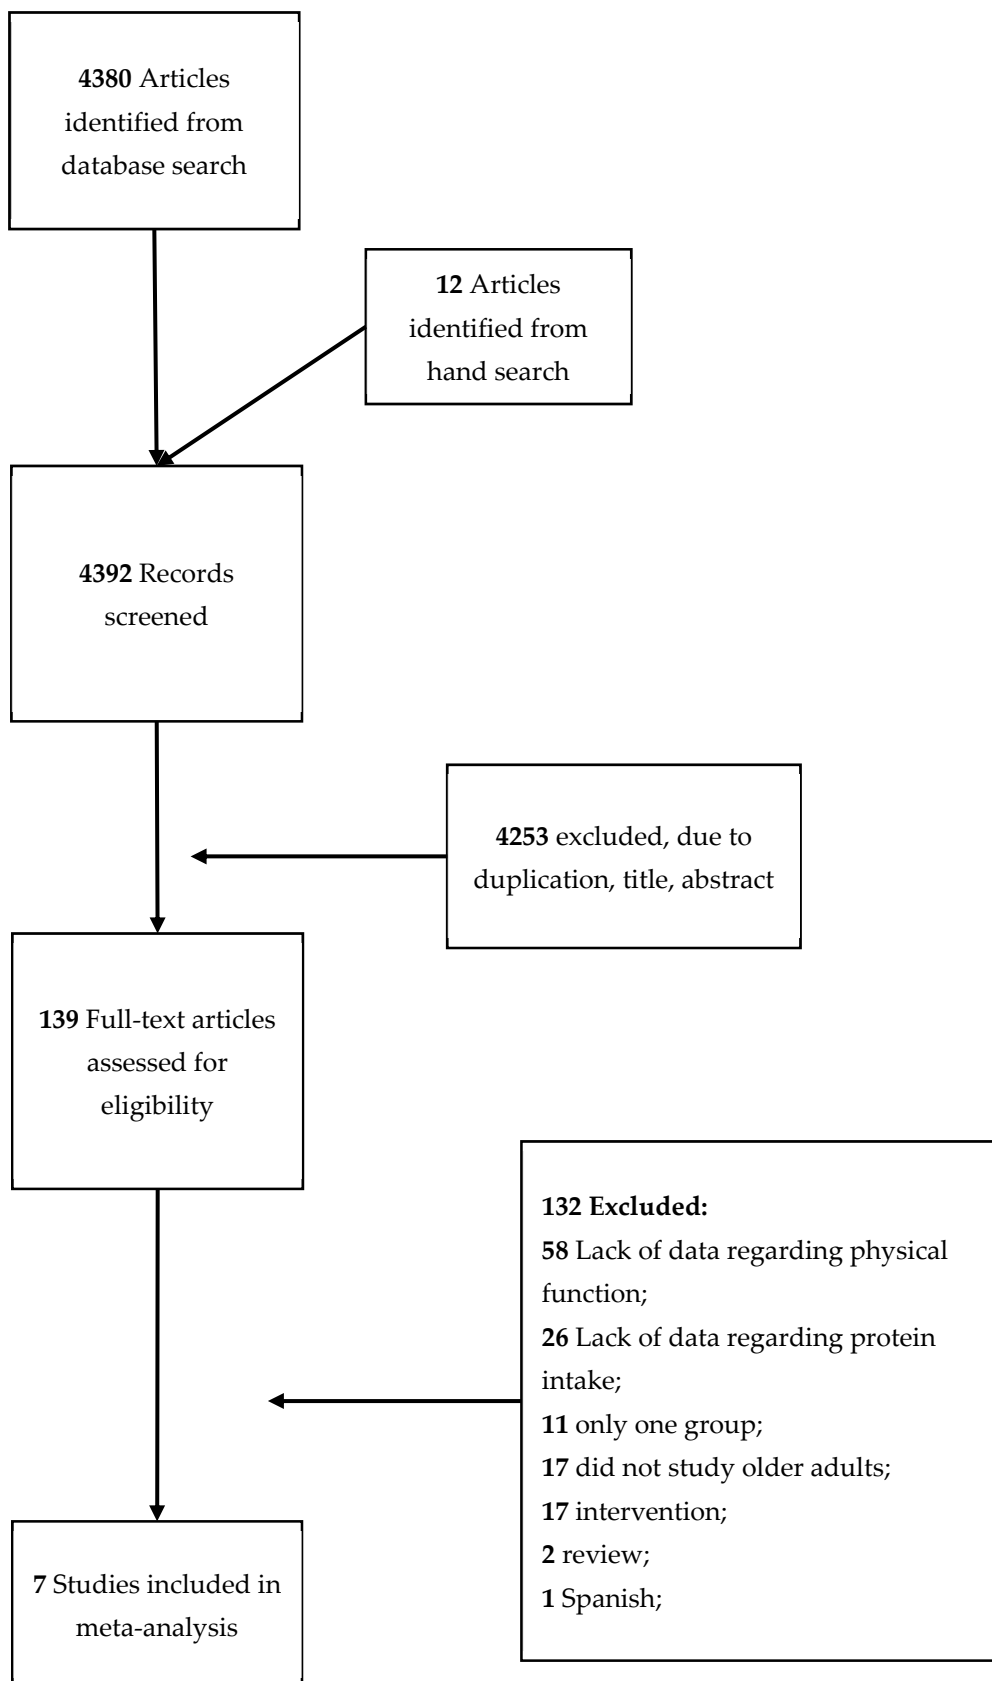 4380 Articles
identified from
database search
12 Articles
identified from
hand search
4392 Records
screened
4253 excluded, due to
duplication, title, abstract
139 Full-text articles
assessed for
eligibility
132 Excluded:
58 Lack of data regarding physical
function;
26 Lack of data regarding protein
intake;
11 only one group;
17 did not study older adults;
17 intervention;
2 review;
1 Spanish;
7 Studies included in
meta-analysis